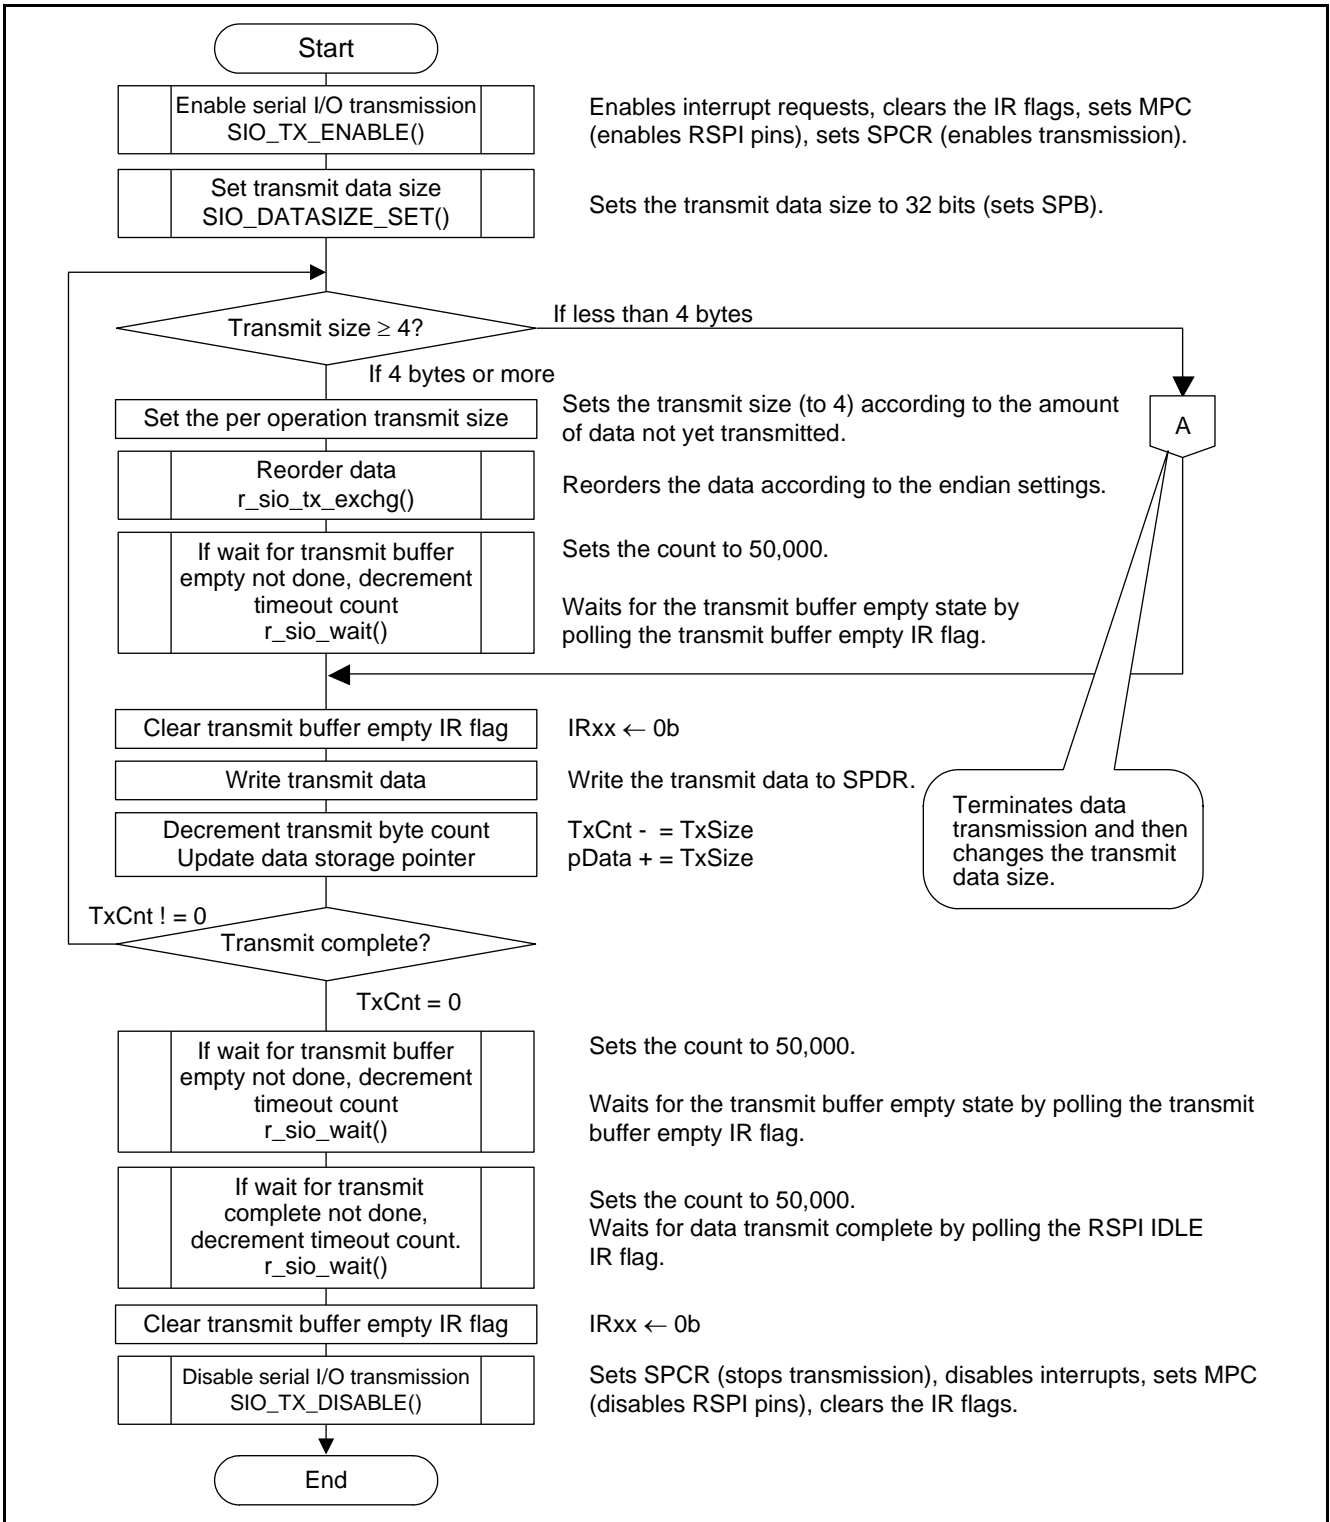 Start
Enable serial I/O transmission
SIO_TX_ENABLE()
Enables interrupt requests, clears the IR flags, sets MPC
(enables RSPI pins), sets SPCR (enables transmission).
Set transmit data size
SIO_DATASIZE_SET()
Sets the transmit data size to 32 bits (sets SPB).
Transmit size ≥ 4?
If less than 4 bytes
If 4 bytes or more
A
Set the per operation transmit size
Sets the transmit size (to 4) according to the amount
of data not yet transmitted.
Reorder data
r_sio_tx_exchg()
Reorders the data according to the endian settings.
If wait for transmit buffer
empty not done, decrement
timeout count
r_sio_wait()
Sets the count to 50,000.
Waits for the transmit buffer empty state by
polling the transmit buffer empty IR flag.
Clear transmit buffer empty IR flag
IRxx ← 0b
Write transmit data
Write the transmit data to SPDR.
Terminates data
transmission and then
changes the transmit
data size.
Decrement transmit byte count
Update data storage pointer
TxCnt - = TxSize
pData + = TxSize
TxCnt ! = 0
Transmit complete?
TxCnt = 0
If wait for transmit buffer
empty not done, decrement
timeout count
r_sio_wait()
Sets the count to 50,000.
Waits for the transmit buffer empty state by polling the transmit
buffer empty IR flag.
If wait for transmit
complete not done,
decrement timeout count.
r_sio_wait()
Sets the count to 50,000.
Waits for data transmit complete by polling the RSPI IDLE
IR flag.
Clear transmit buffer empty IR flag
IRxx ← 0b
Disable serial I/O transmission
SIO_TX_DISABLE()
Sets SPCR (stops transmission), disables interrupts, sets MPC
(disables RSPI pins), clears the IR flags.
End